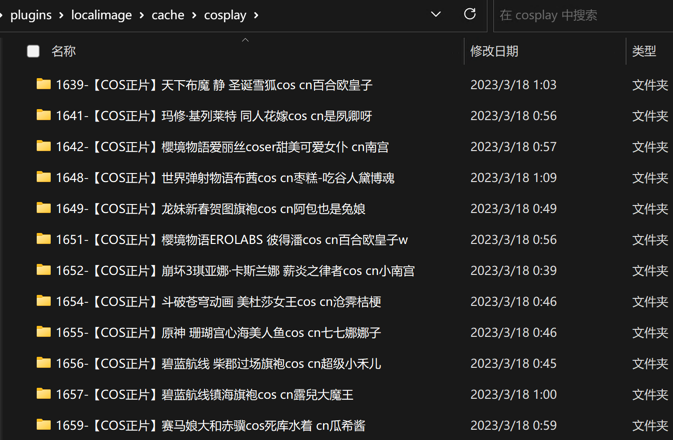 plugins › localimage › cache › cosplay ›
在 cosplay 中搜索
名称 修改日期 类型
1639-【COS正片】天下布魔 静 圣诞雪狐cos cn百合欧皇子 2023/3/18 1:03 文件夹
1641-【COS正片】玛修·基列莱特 同人花嫁cos cn是夙卿呀 2023/3/18 0:56 文件夹
1642-【COS正片】樱境物語爱丽丝coser甜美可爱女仆 cn南宫 2023/3/18 0:57 文件夹
1648-【COS正片】世界弹射物语布茜cos cn枣糕-吃谷人黛博魂 2023/3/18 1:09 文件夹
1649-【COS正片】龙妹新春贺图旗袍cos cn阿包也是兔娘 2023/3/18 0:49 文件夹
1651-【COS正片】樱境物语EROLABS 彼得潘cos cn百合欧皇子w 2023/3/18 0:56 文件夹
1652-【COS正片】崩坏3琪亚娜·卡斯兰娜 薪炎之律者cos cn小南宫 2023/3/18 0:39 文件夹
1654-【COS正片】斗破苍穹动画 美杜莎女王cos cn沧霁桔梗 2023/3/18 0:46 文件夹
1655-【COS正片】原神 珊瑚宫心海美人鱼cos cn七七娜娜子 2023/3/18 0:46 文件夹
1656-【COS正片】碧蓝航线 柴郡过场旗袍cos cn超级小禾儿 2023/3/18 0:45 文件夹
1657-【COS正片】碧蓝航线镇海旗袍cos cn露兒大魔王 2023/3/18 1:00 文件夹
1659-【COS正片】赛马娘大和赤骥cos死库水着 cn瓜希酱 2023/3/18 0:59 文件夹